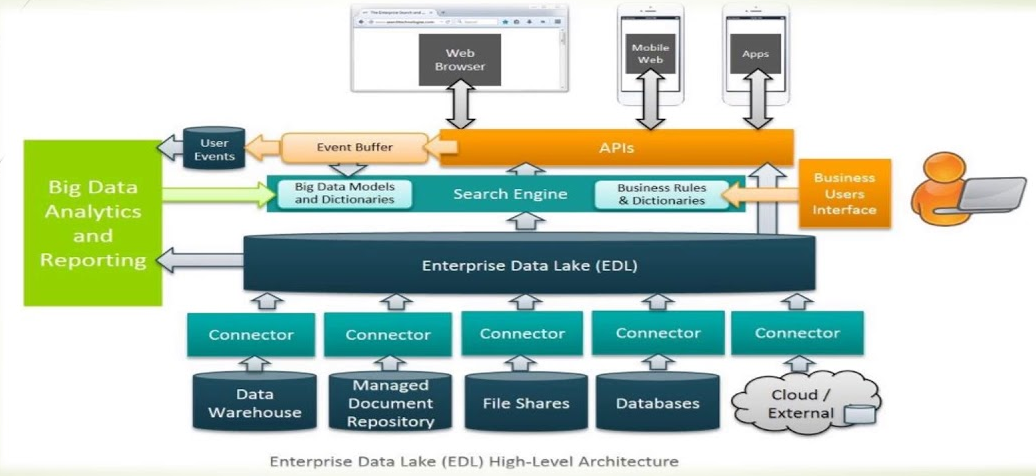 Web
Browser
Mobile
Web
Apps
User
Events
Event Buffer
APIs
Big Data
Analytics
and
Reporting
Big Data Models
and Dictionaries
Search Engine
Business Rules
& Dictionaries
Business
Users
Interface
Enterprise Data Lake (EDL)
Connector
Connector
Connector
Connector
Connector
Data
Warehouse
Managed
Document
Repository
File Shares
Databases
Cloud /
External
Enterprise Data Lake (EDL) High-Level Architecture